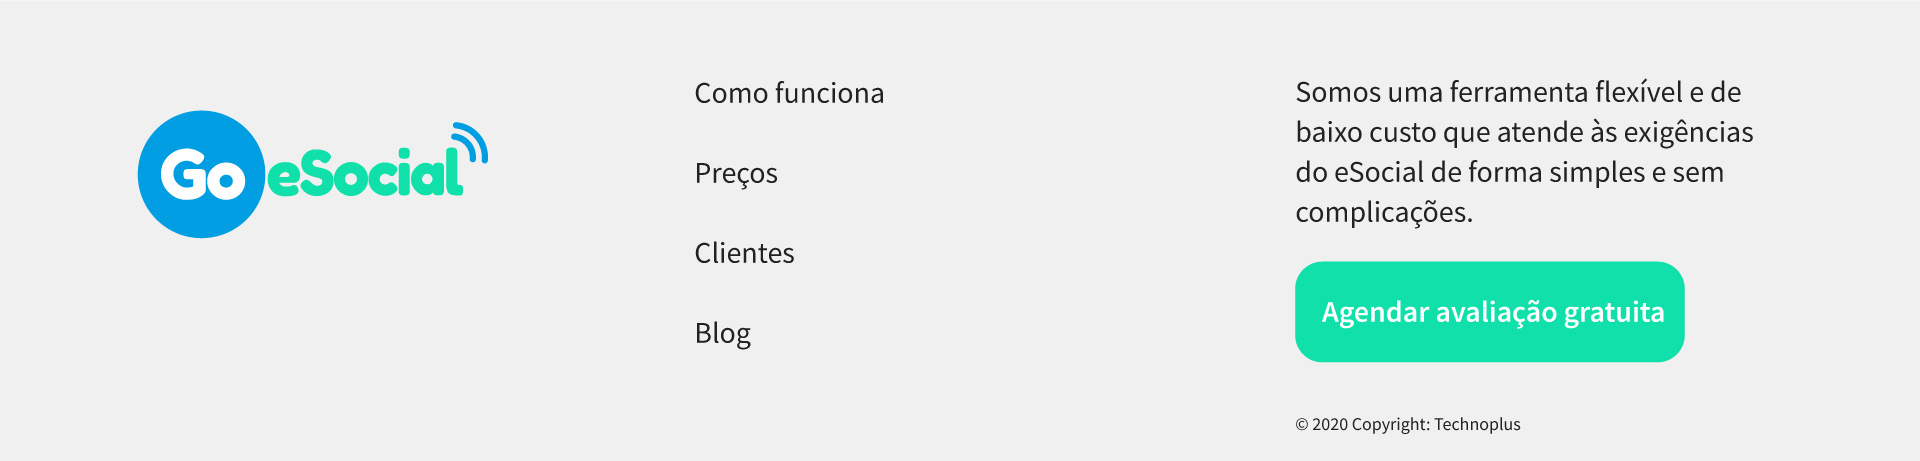 Go eSocial
Como funciona
Preços
Clientes
Blog
Somos uma ferramenta flexível e de
baixo custo que atende às exigências
do eSocial de forma simples e sem
complicações.
Agendar avaliação gratuita
© 2020 Copyright: Technoplus